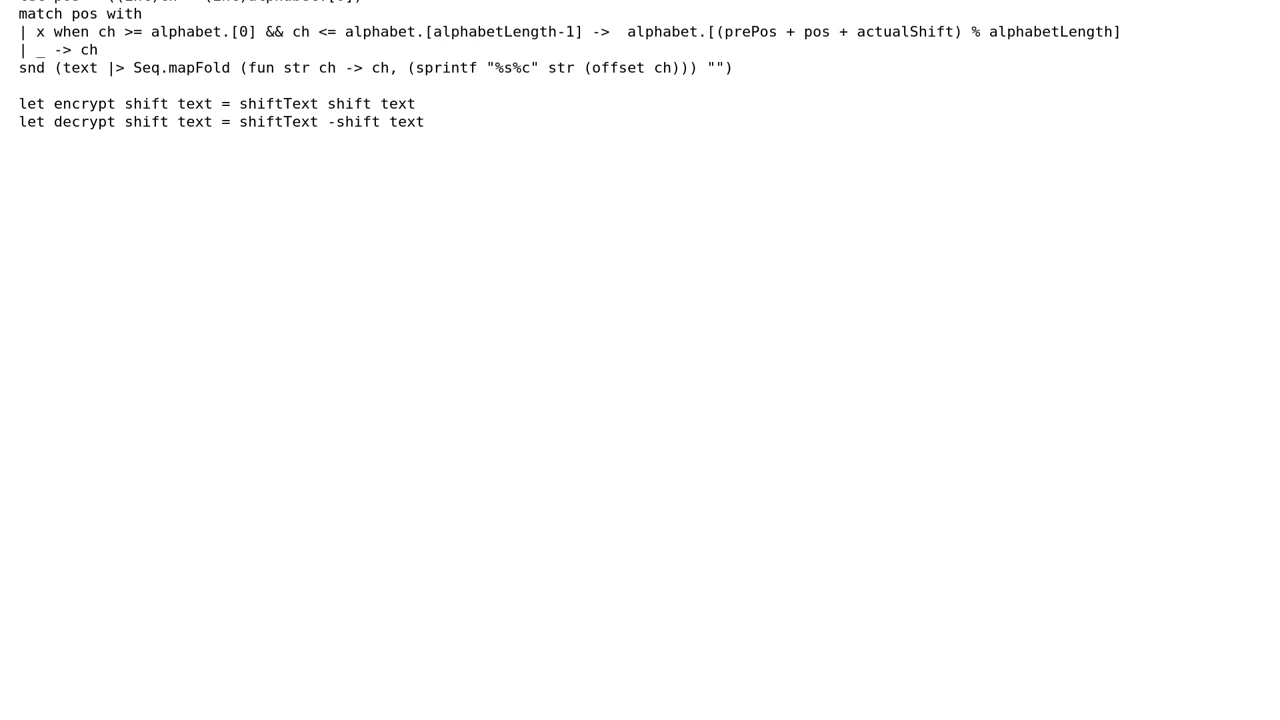 match pos with
| x when ch >= alphabet.[0] && ch <= alphabet.[alphabetLength-1] ->  alphabet.[(prePos + pos + actualShift) % alphabetLength]
| _ -> ch
snd (text |> Seq.mapFold (fun str ch -> ch, (sprintf "%s%c" str (offset ch))) "")

let encrypt shift text = shiftText shift text
let decrypt shift text = shiftText -shift text